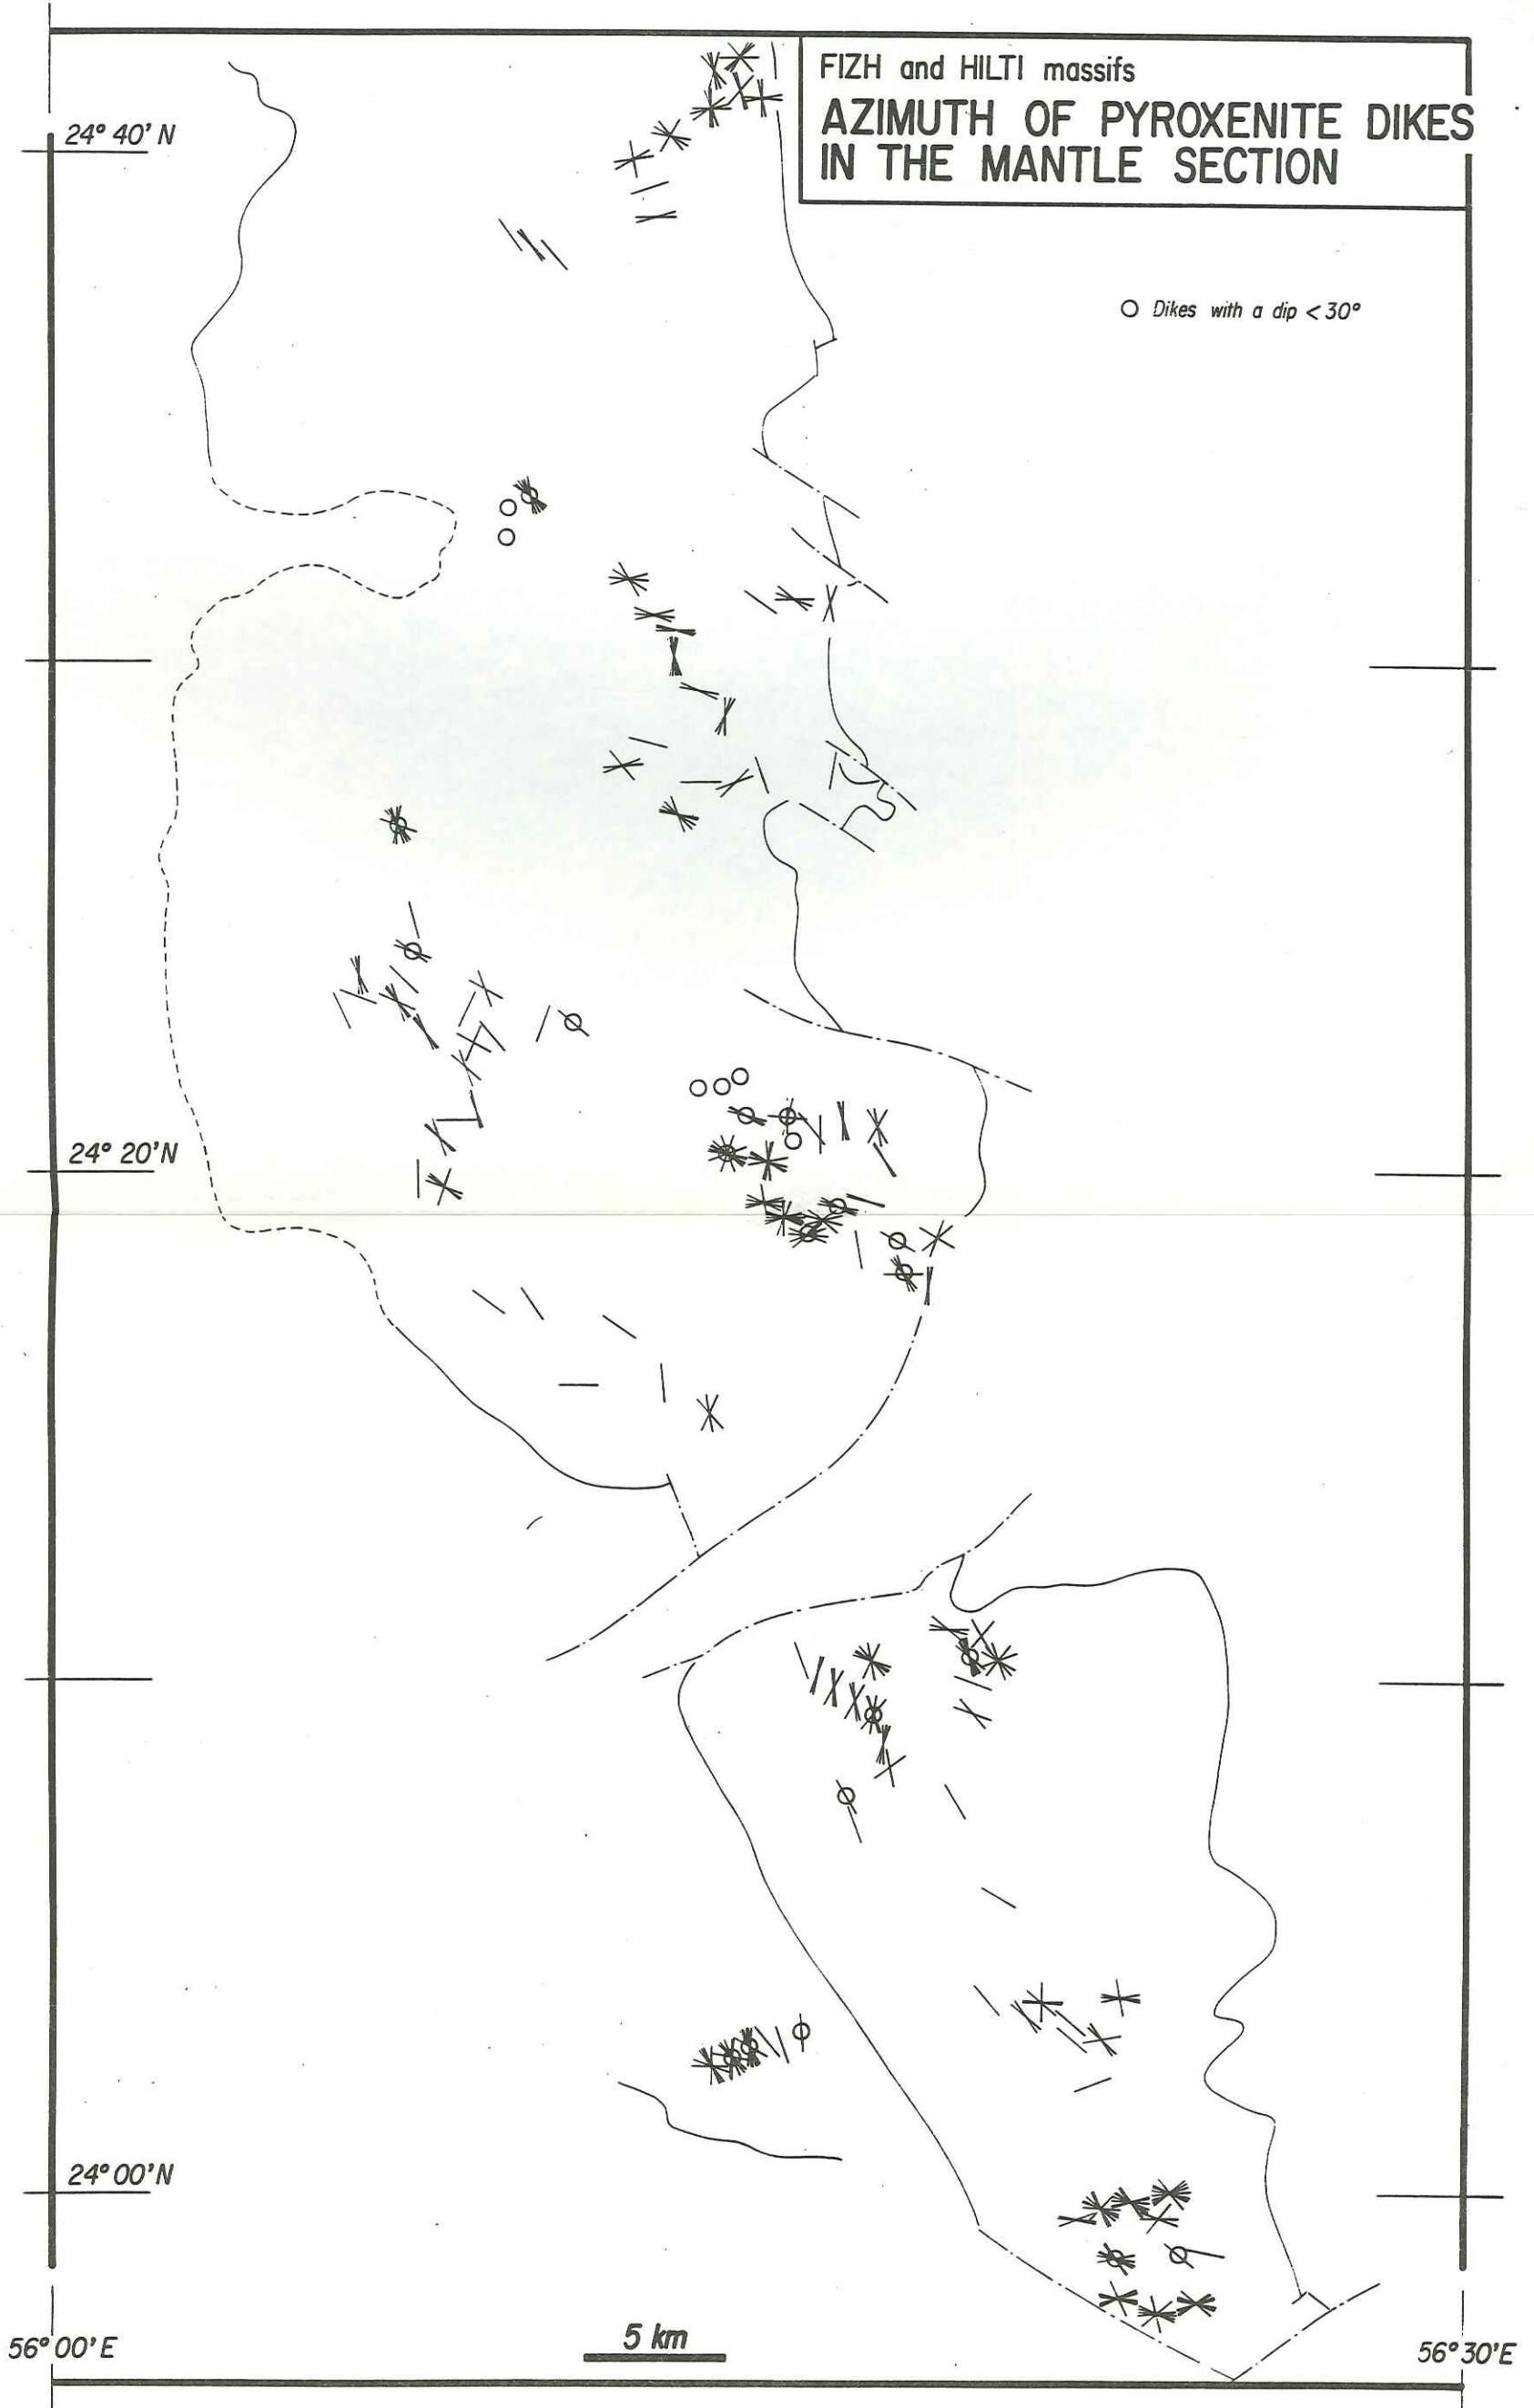 FIZH and HILTI massifs
AZIMUTH OF PYROXENITE DIKES
IN THE MANTLE SECTION
24° 40' N
Dikes with a dip < 30°
24° 20' N
24° 00' N
5 km
56° 00' E
56° 30' E